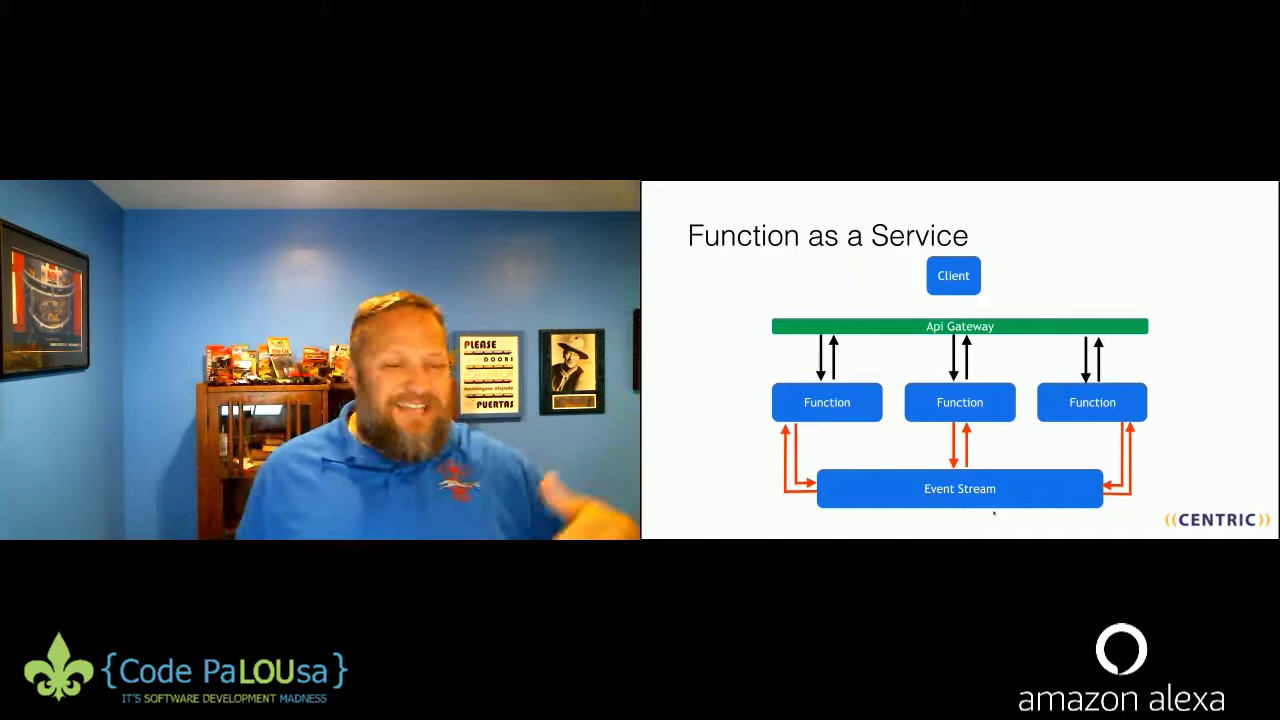 PLEASE
DOORS
PUERTAS
Function as a Service
Client
Api Gateway
Function
Function
Function
Event Stream
((CENTRIC))
{Code PaLOUsa}
IT'S SOFTWARE DEVELOPMENT MADNESS
amazon alexa